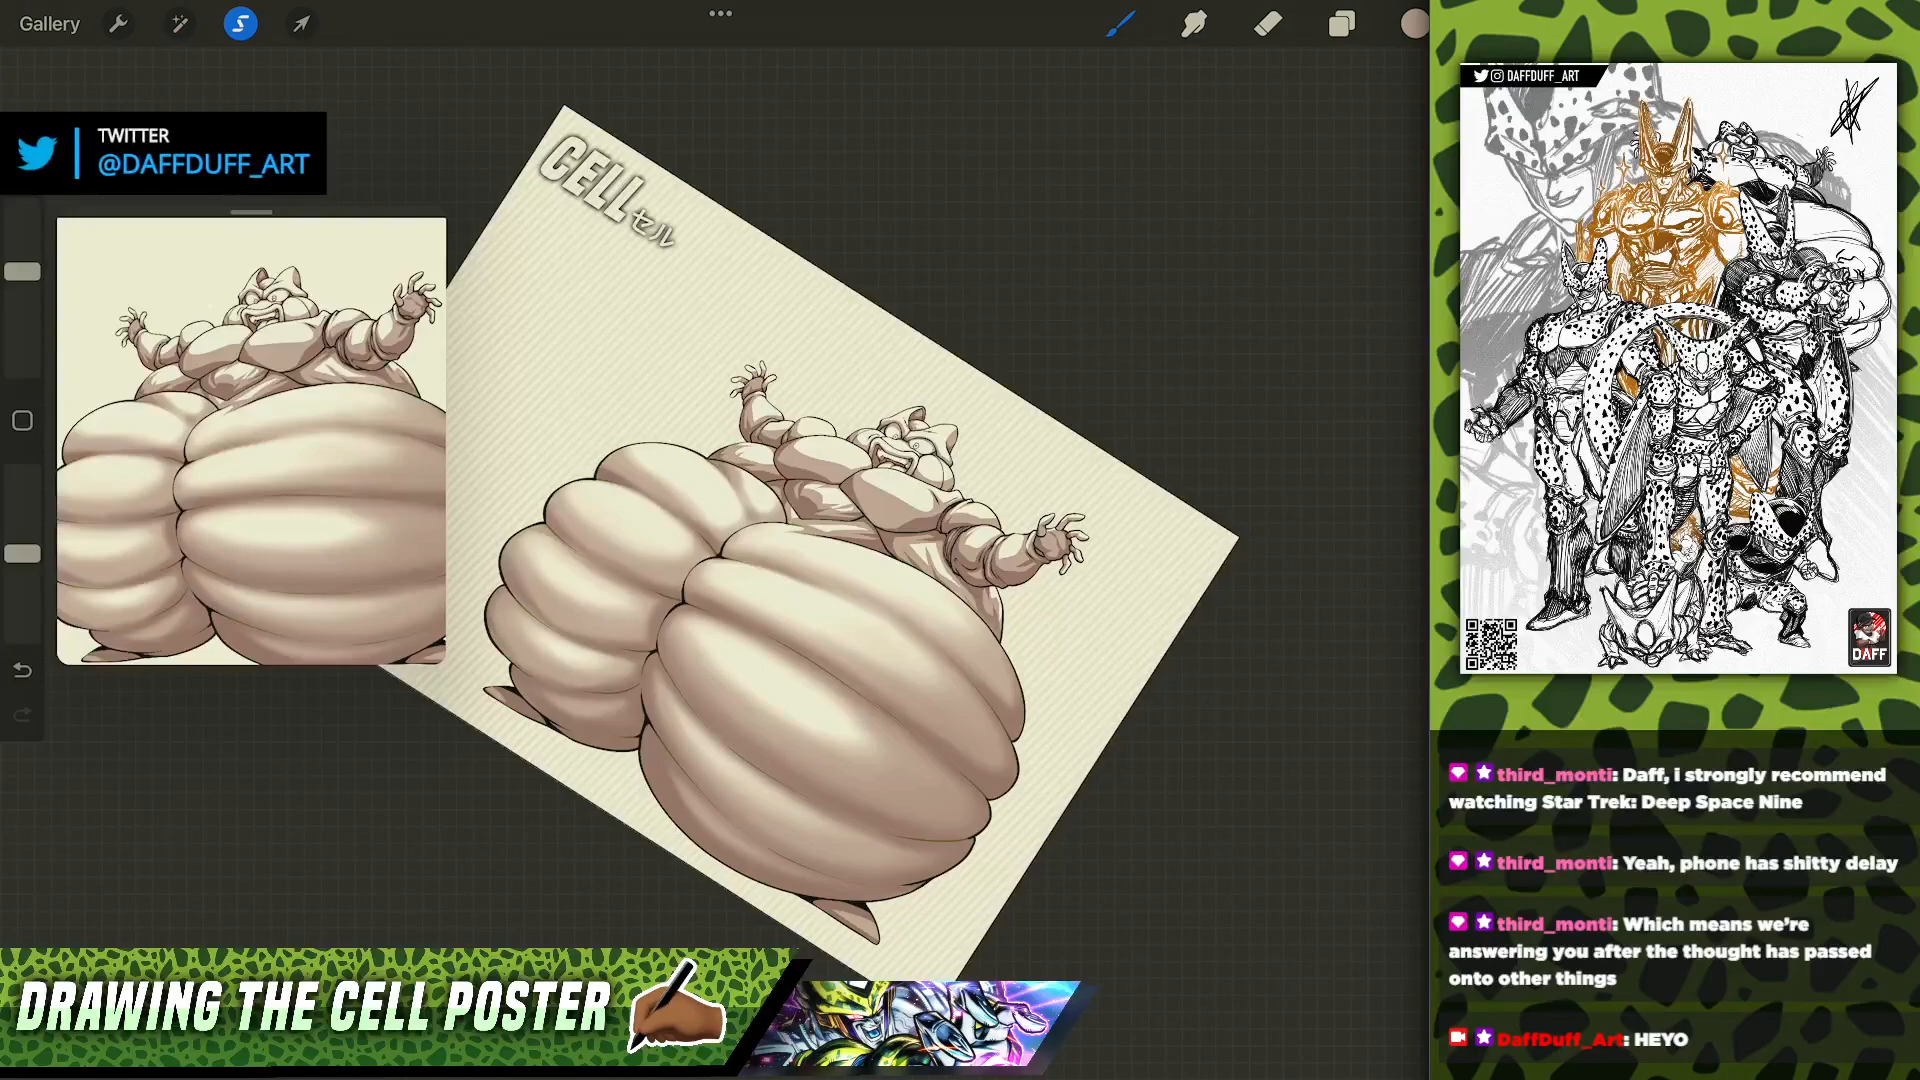 Gallery
TWITTER
@DAFFDUFF_ART
CELL
セル
DAFFDUFF_ART
DAFF
third_monti: Daff, i strongly recommend
watching Star Trek: Deep Space Nine
third_monti: Yeah, phone has shitty delay
third_monti: Which means we're
answering you after the thought has passed
onto other things
DaffDuff_Art: HEYO
DRAWING THE CELL POSTER